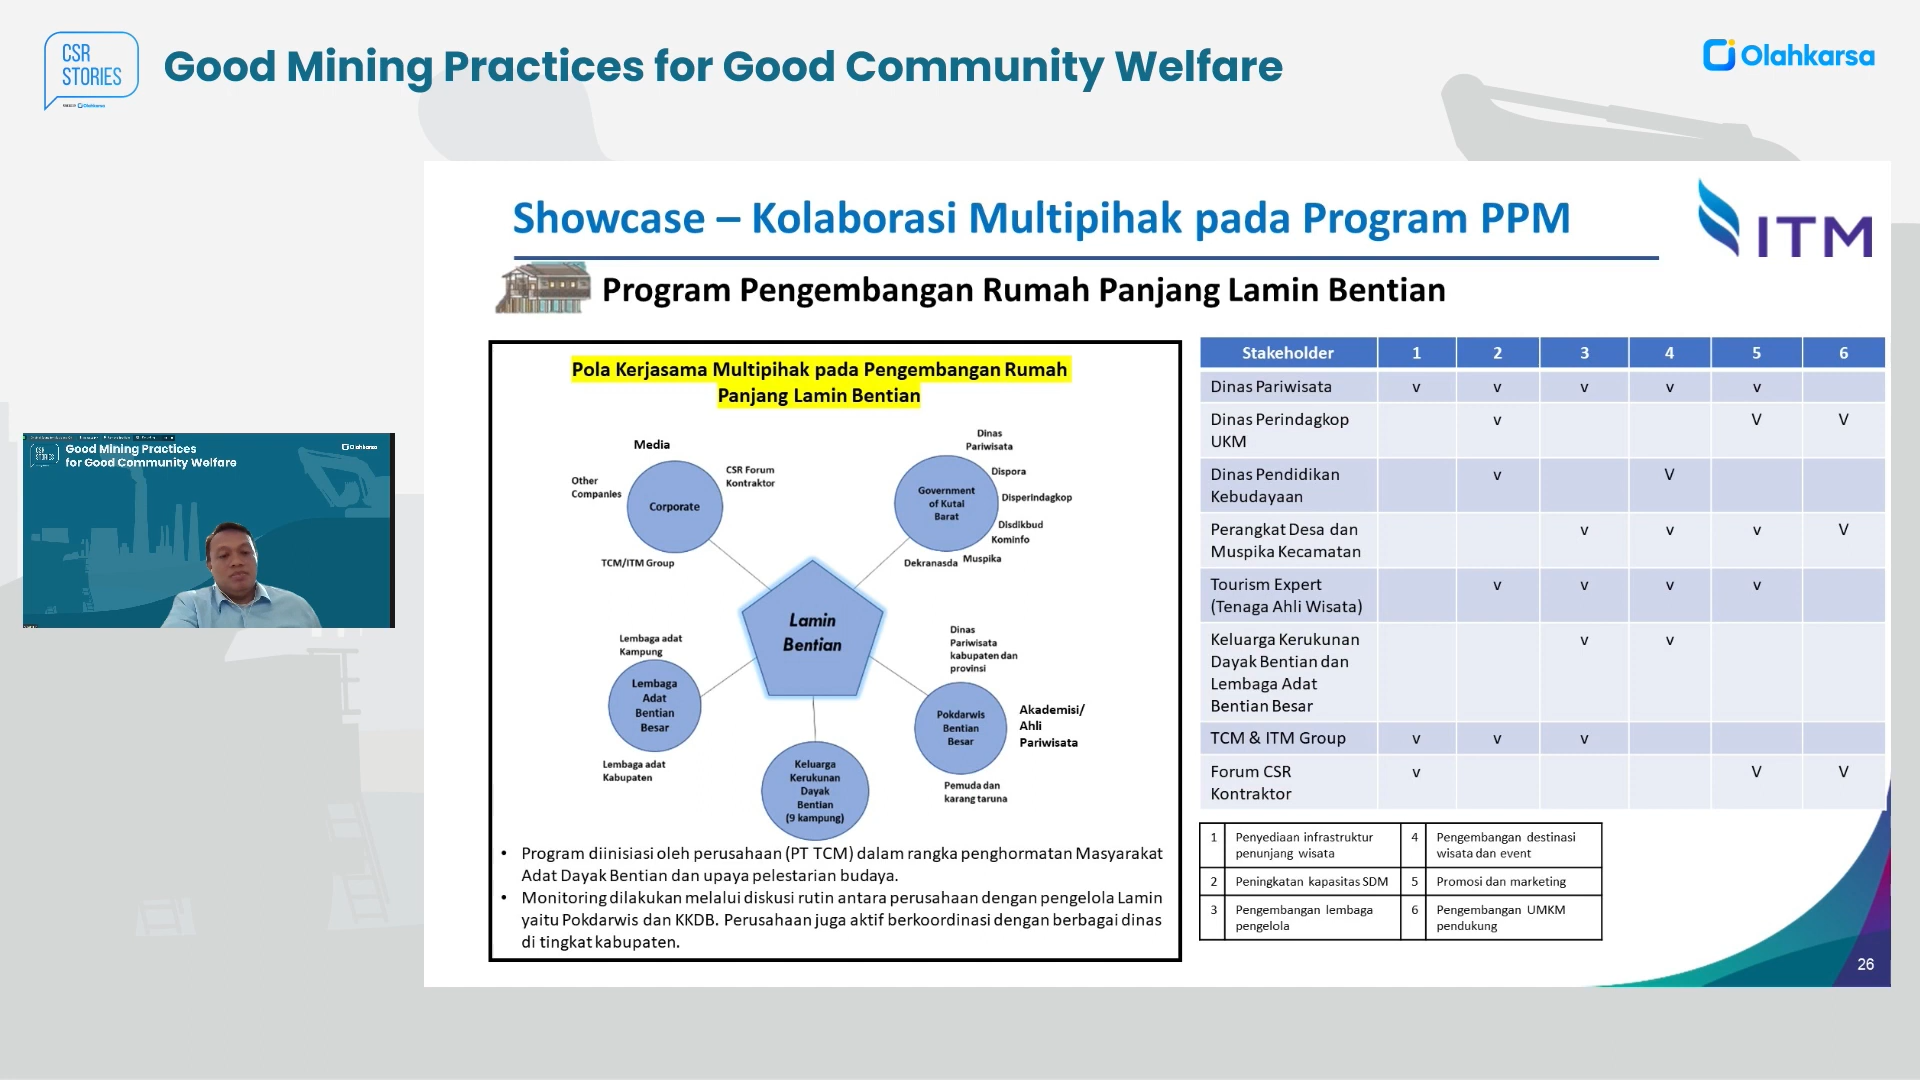 CSR
STORIES
Olahkarsa
Good Mining Practices for Good Community Welfare
Olahkarsa
Good Mining Practices
for Good Community Welfare
Olahkarsa
CSR
STORIES
Showcase – Kolaborasi Multipihak pada Program PPM
ITM
Program Pengembangan Rumah Panjang Lamin Bentian
Pola Kerjasama Multipihak pada Pengembangan Rumah
Panjang Lamin Bentian
Media
Other
Companies
CSR Forum
Kontraktor
Corporate
TCM/ITM Group
Dinas
Pariwisata
Dispora
Government
of Kutai
Barat
Disperindagkop
Disdikbud
Kominfo
Muspika
Dekranasda
Lamin
Bentian
Lembaga adat
Kampung
Lembaga
Adat
Bentian
Besar
Lembaga adat
Kabupaten
Keluarga
Kerukunan
Dayak
Bentian
(9 kampung)
Dinas
Pariwisata
kabupaten dan
provinsi
Pokdarwis
Bentian
Besar
Akademisi/
Ahli
Pariwisata
Pemuda dan
karang taruna
• Program diinisiasi oleh perusahaan (PT TCM) dalam rangka penghormatan Masyarakat
Adat Dayak Bentian dan upaya pelestarian budaya.
• Monitoring dilakukan melalui diskusi rutin antara perusahaan dengan pengelola Lamin
yaitu Pokdarwis dan KKDB. Perusahaan juga aktif berkoordinasi dengan berbagai dinas
di tingkat kabupaten.
Stakeholder 1 2 3 4 5 6
Dinas Pariwisata v v v v v
Dinas Perindagkop v V V
UKM
Dinas Pendidikan v V
Kebudayaan
Perangkat Desa dan v v v V
Muspika Kecamatan
Tourism Expert v v v v
(Tenaga Ahli Wisata)
Keluarga Kerukunan v v
Dayak Bentian dan
Lembaga Adat
Bentian Besar
TCM & ITM Group v v v
Forum CSR v V V
Kontraktor
1 Penyediaan infrastruktur 4 Pengembangan destinasi
penunjang wisata wisata dan event
2 Peningkatan kapasitas SDM 5 Promosi dan marketing
3 Pengembangan lembaga 6 Pengembangan UMKM
pengelola pendukung
26